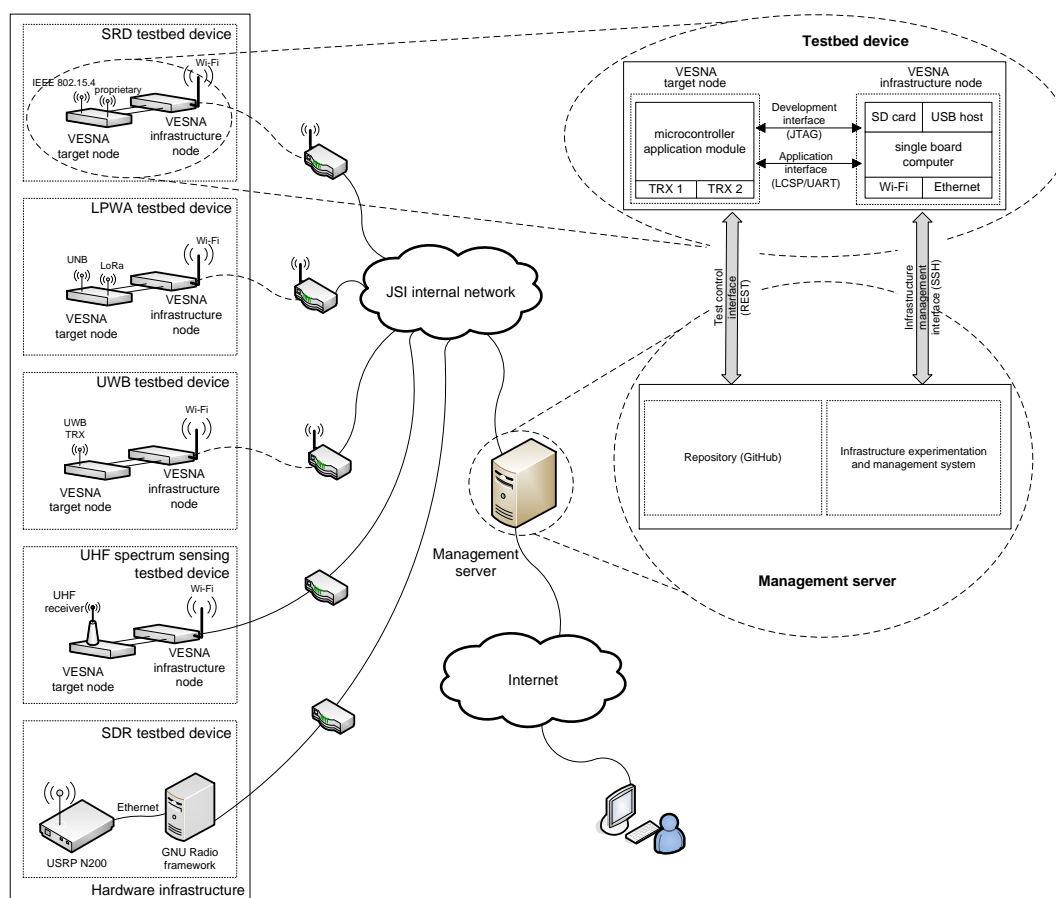 SRD testbed device
Wi-Fi
IEEE 802.15.4
proprietary
VESNA
target node
VESNA
infrastructure
node
LPWA testbed device
Wi-Fi
UNB
LoRa
VESNA
target node
VESNA
infrastructure
node
UWB testbed device
Wi-Fi
UWB
TRX
VESNA
target node
VESNA
infrastructure
node
UHF spectrum sensing
testbed device
Wi-Fi
UHF
receiver
VESNA
target node
VESNA
infrastructure
node
SDR testbed device
Ethernet
USRP N200
GNU Radio
framework
Hardware infrastructure
JSI internal network
Management
server
Internet
Testbed device
VESNA
target node
VESNA
infrastructure node
microcontroller
application module
TRX 1
TRX 2
Development
interface
(JTAG)
Application
interface
(LCSP/UART)
SD card
USB host
single board
computer
Wi-Fi
Ethernet
Test control
interface
(REST)
Infrastructure
management
interface (SSH)
Repository (GitHub)
Infrastructure experimentation
and management system
Management server